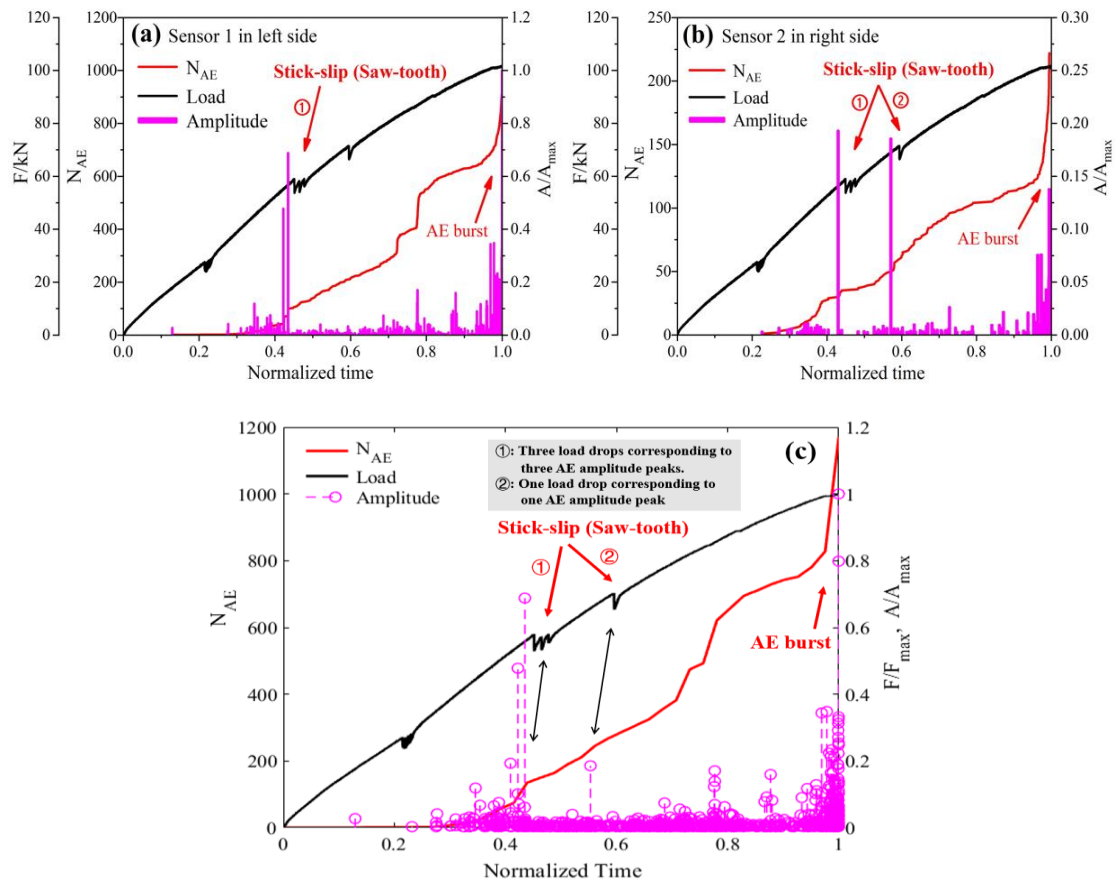 (a) Sensor 1 in left side
N_AE
Load
Amplitude
Stick-slip (Saw-tooth)
①
AE burst
F/kN
120
100
80
60
40
20
0
N_AE
1200
1000
800
600
400
200
0
A/A_max
1.2
1.0
0.8
0.6
0.4
0.2
0.0
0.0 0.2 0.4 0.6 0.8 1.0
Normalized time
(b) Sensor 2 in right side
N_AE
Load
Amplitude
Stick-slip (Saw-tooth)
① ②
AE burst
F/kN
120
100
80
60
40
20
0
N_AE
250
200
150
100
50
0
A/A_max
0.30
0.25
0.20
0.15
0.10
0.05
0.00
0.0 0.2 0.4 0.6 0.8 1.0
Normalized time
(c)
N_AE
Load
Amplitude
①: Three load drops corresponding to
three AE amplitude peaks.
②: One load drop corresponding to
one AE amplitude peak
Stick-slip (Saw-tooth)
① ②
AE burst
N_AE
1200
1000
800
600
400
200
0
F/F_max, A/A_max
1.2
1
0.8
0.6
0.4
0.2
0
0 0.2 0.4 0.6 0.8 1
Normalized Time